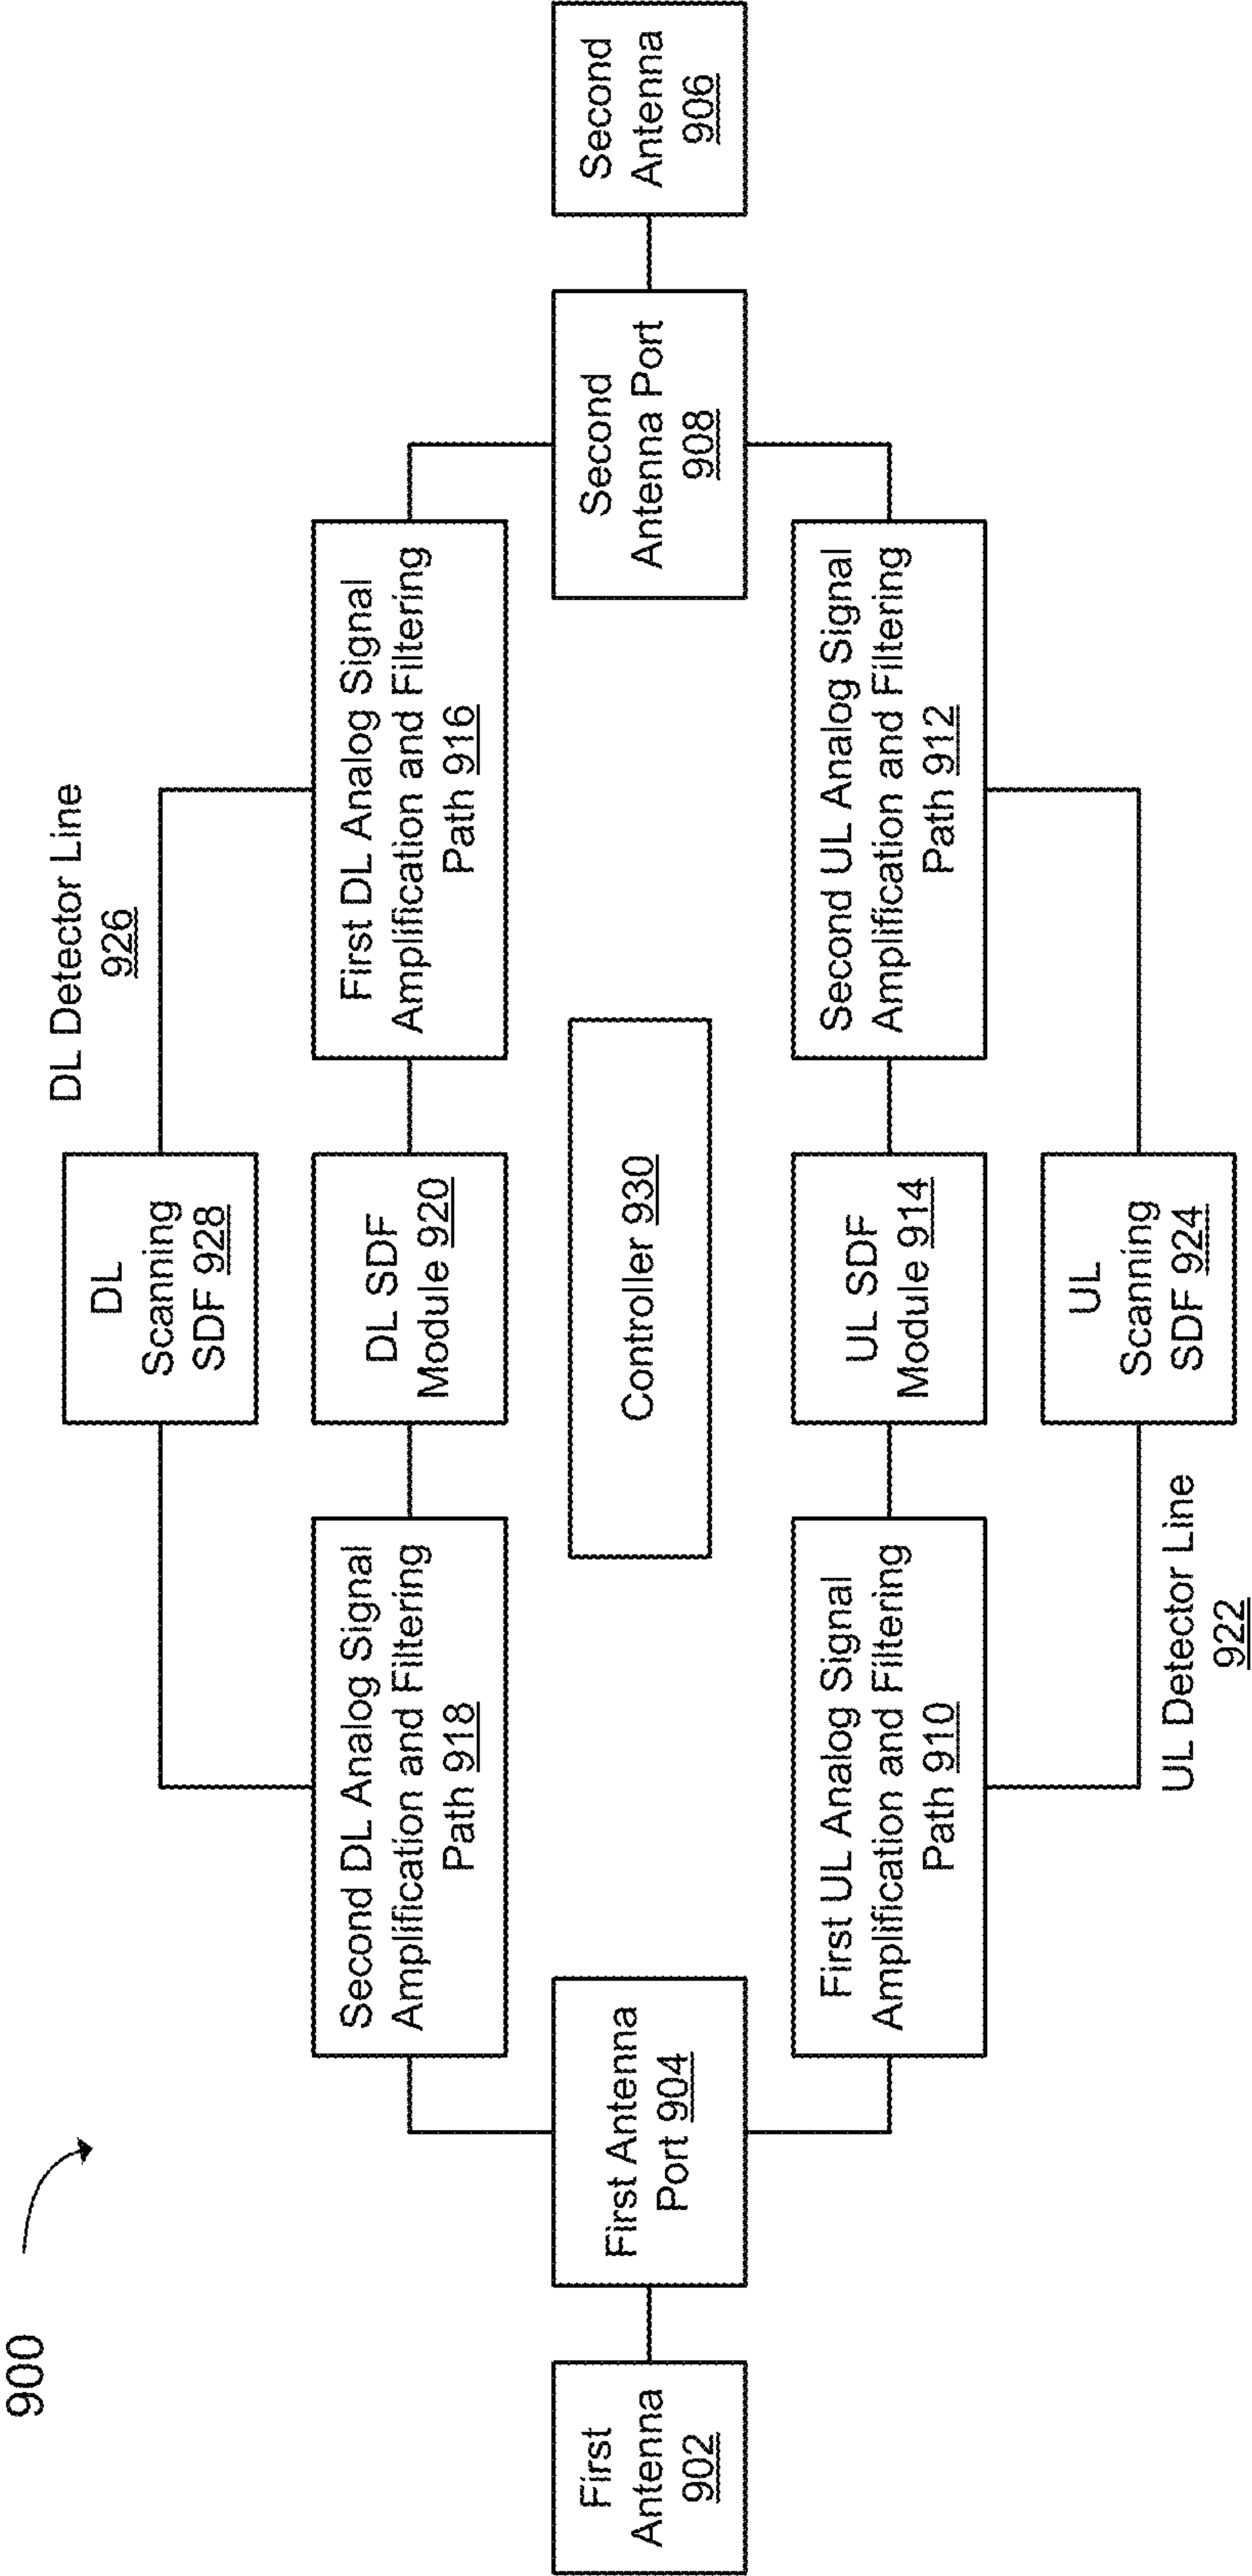 900
DL Detector Line
926
DL
Scanning
SDF 928
Second DL Analog Signal
Amplification and Filtering
Path 918
DL SDF
Module 920
First DL Analog Signal
Amplification and Filtering
Path 916
First
Antenna
902
First Antenna
Port 904
Controller 930
Second
Antenna Port
908
Second
Antenna
906
First UL Analog Signal
Amplification and Filtering
Path 910
UL SDF
Module 914
Second UL Analog Signal
Amplification and Filtering
Path 912
UL
Scanning
SDF 924
UL Detector Line
922